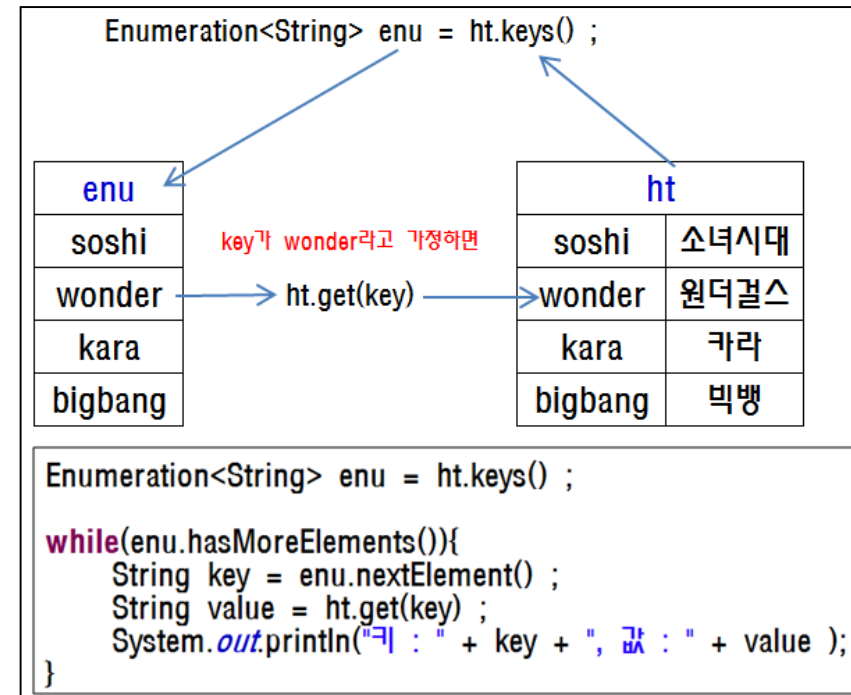 Enumeration<String> enu = ht.keys() ;
enu
ht
soshi
key가 wonder라고 가정하면
soshi 소녀시대
wonder
ht.get(key)
wonder 원더걸스
kara
kara 카라
bigbang
bigbang 빅뱅
Enumeration<String> enu = ht.keys() ;
while(enu.hasMoreElements()){
String key = enu.nextElement() ;
String value = ht.get(key) ;
System.out.println("키 : " + key + ", 값 : " + value );
}